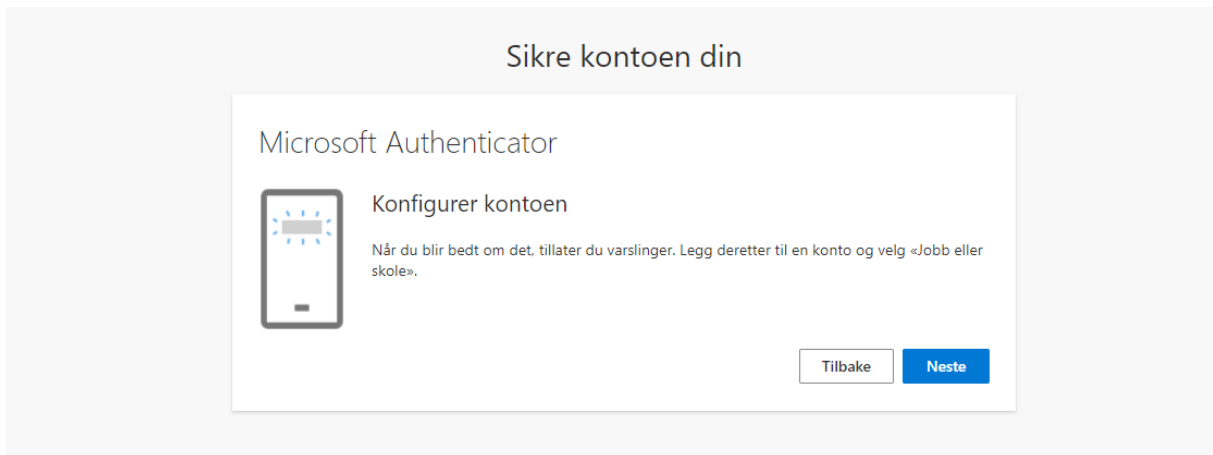 Sikre kontoen din
Microsoft Authenticator
Konfigurer kontoen
Når du blir bedt om det, tillater du varslinger. Legg deretter til en konto og velg «Jobb eller
skole».
Tilbake
Neste